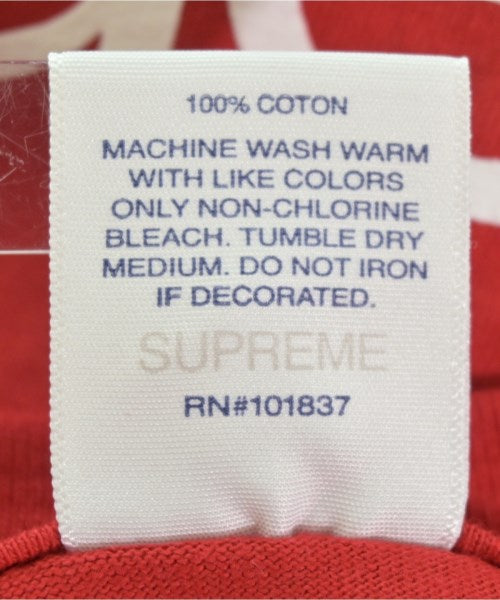 100% COTON
MACHINE WASH WARM
WITH LIKE COLORS
ONLY NON-CHLORINE
BLEACH. TUMBLE DRY
MEDIUM. DO NOT IRON
IF DECORATED.
SUPREME
RN#101837